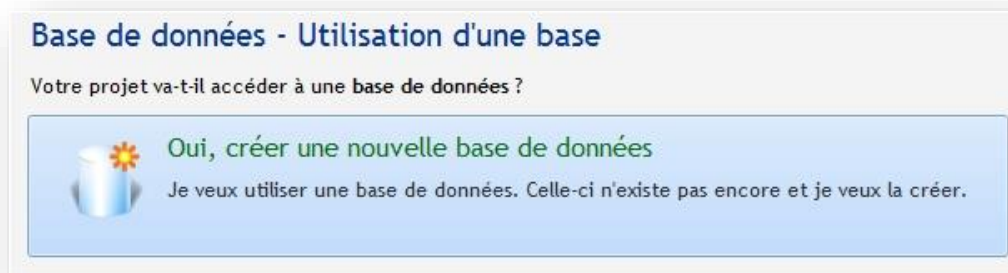 Base de données - Utilisation d'une base
Votre projet va-t-il accéder à une base de données ?
Oui, créer une nouvelle base de données
Je veux utiliser une base de données. Celle-ci n'existe pas encore et je veux la créer.